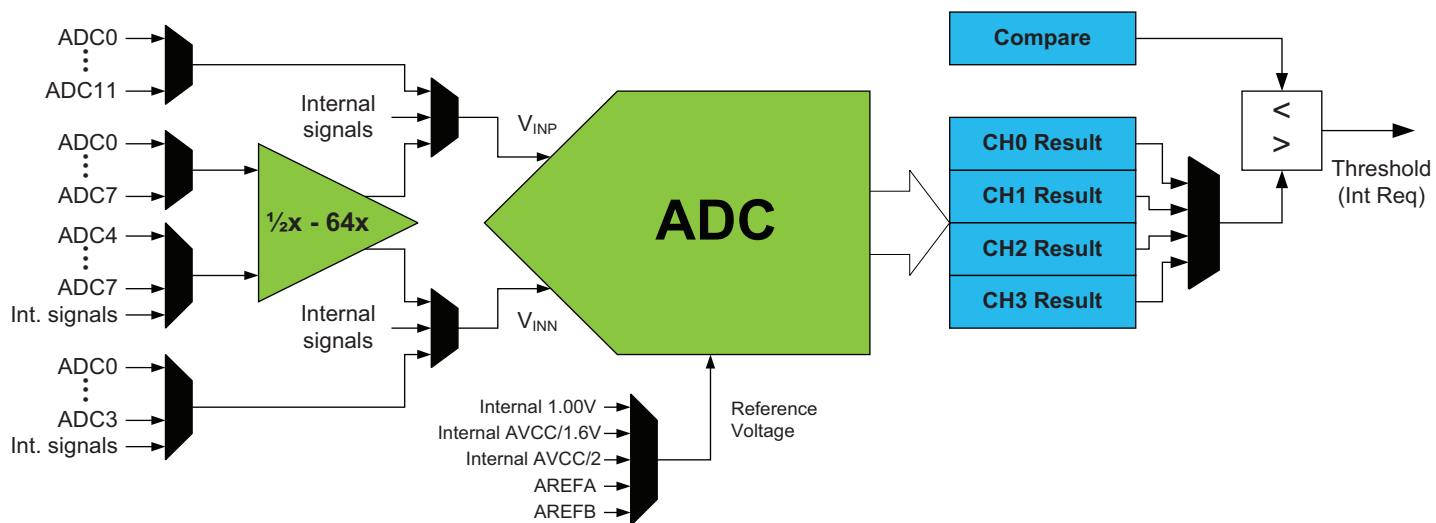 ADC0
ADC11
ADC0
ADC7
ADC4
ADC7
Int. signals
ADC0
ADC3
Int. signals
½x - 64x
Internal
signals
Internal
signals
VINP
VINN
ADC
Internal 1.00V
Internal AVCC/1.6V
Internal AVCC/2
AREFA
AREFB
Reference
Voltage
Compare
CH0 Result
CH1 Result
CH2 Result
CH3 Result
<
>
Threshold
(Int Req)